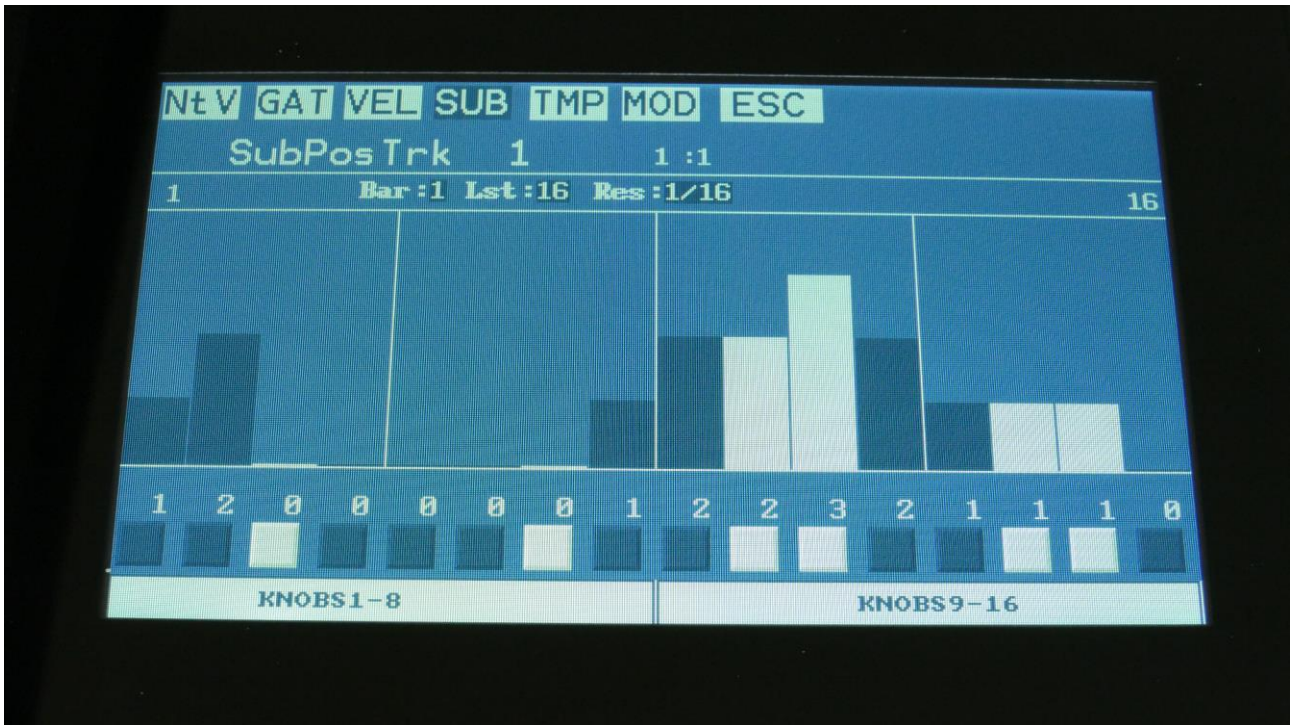 NtV GAT VEL SUB TMP MOD ESC
SubPosTrk 1 1:1
1 Bar:1 Lst:16 Res:1/16 16
1 2 0 0 0 0 0 1 2 2 3 2 1 1 1 0
KNOBS1-8 KNOBS9-16